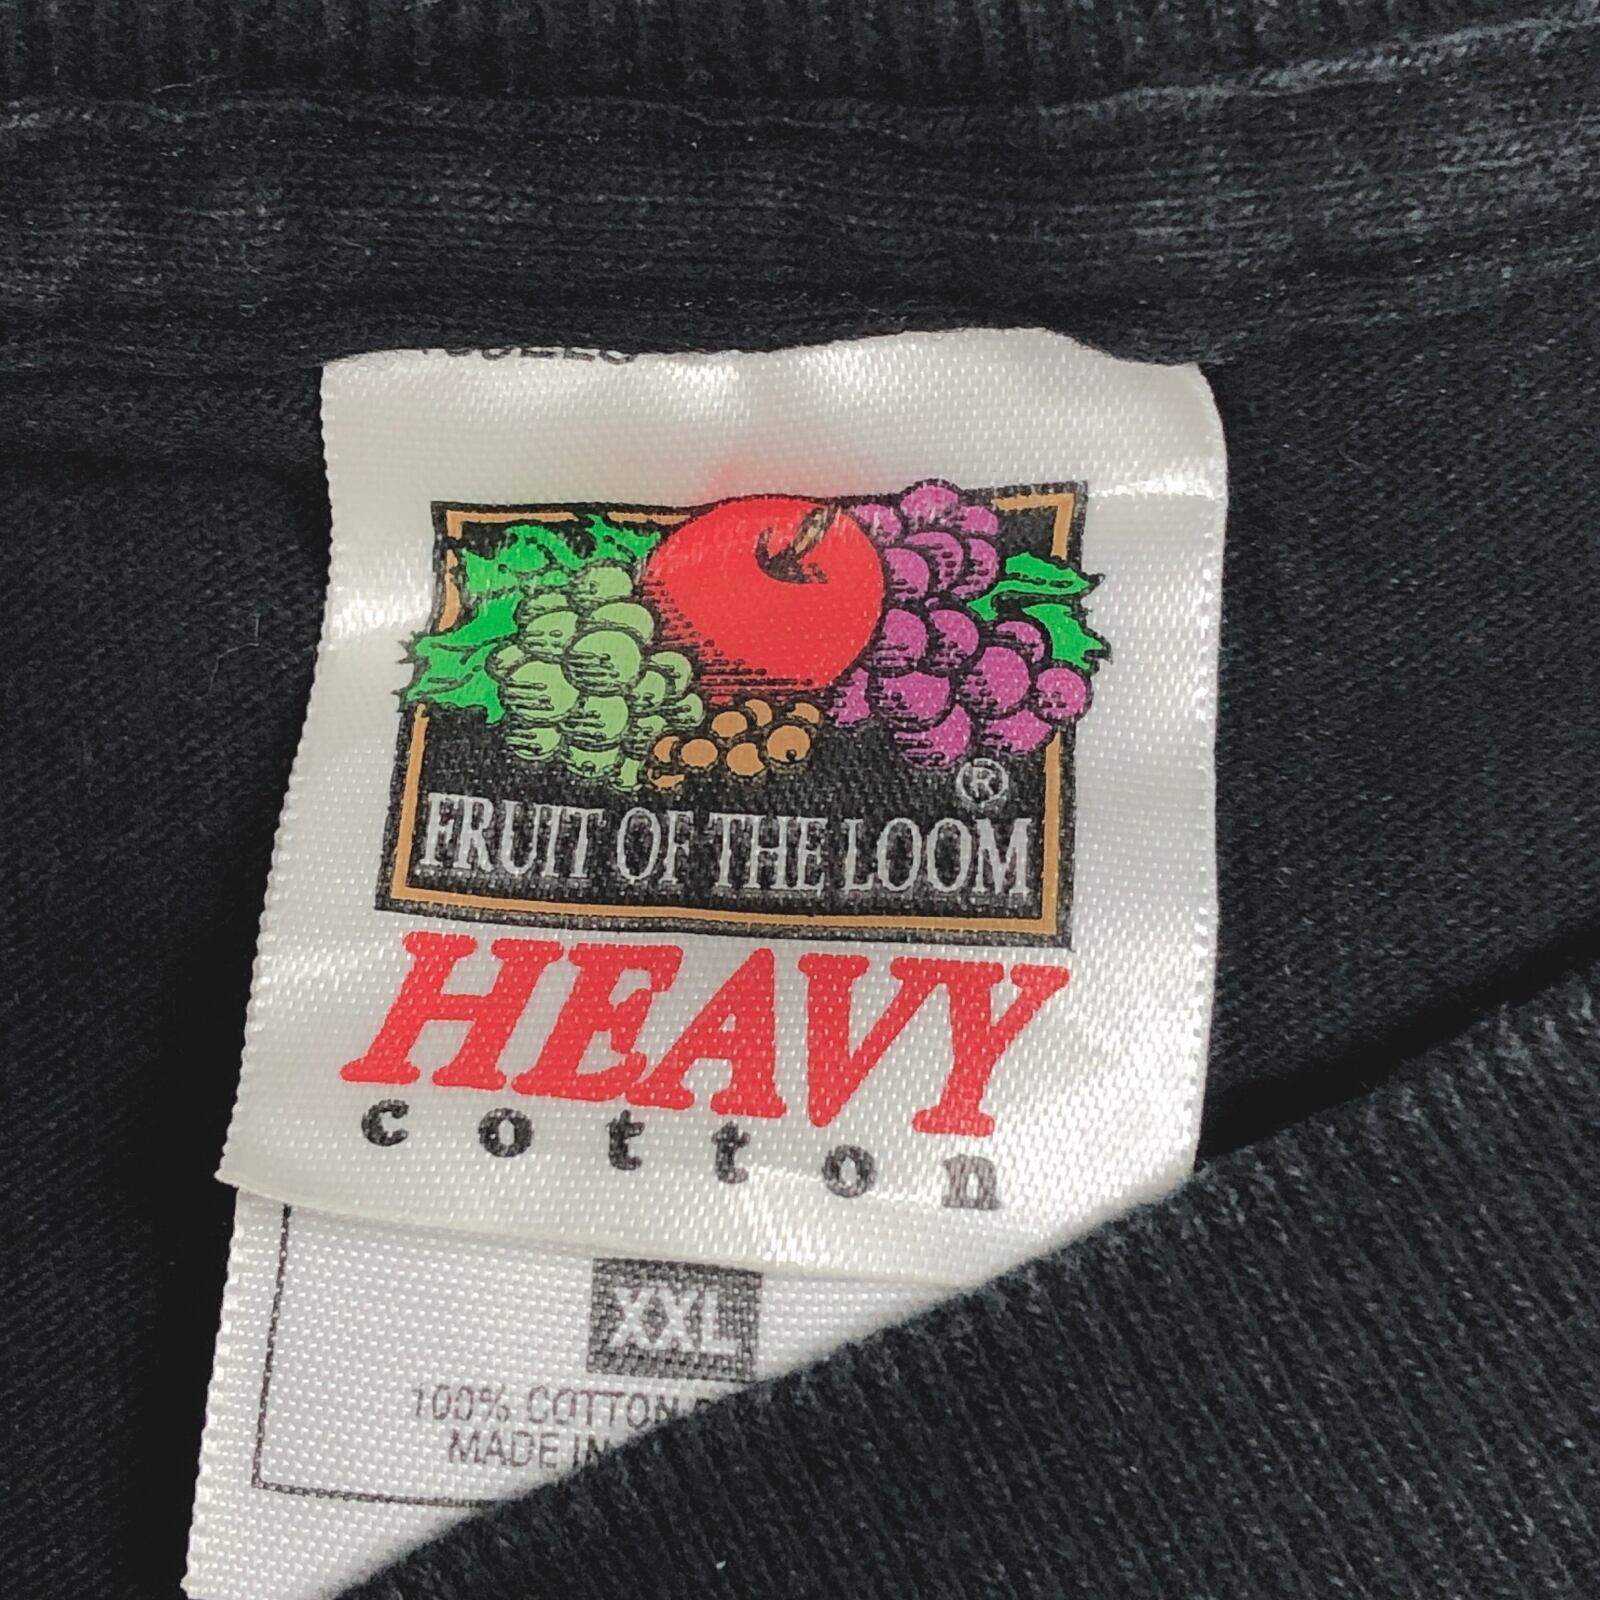 ®
FRUIT OF THE LOOM
HEAVY
cotton
XXL
100% COTTON
MADE IN